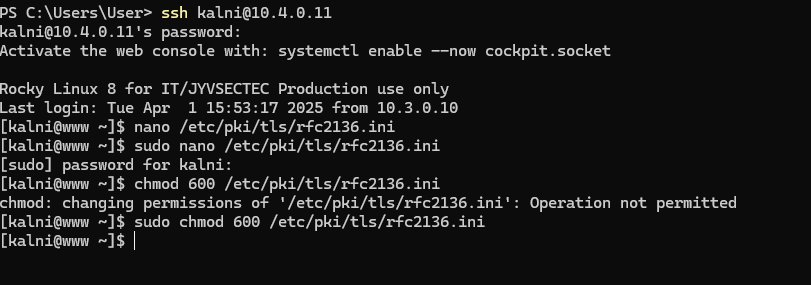 PS C:\Users\User> ssh kalni@10.4.0.11
kalni@10.4.0.11's password:
Activate the web console with: systemctl enable --now cockpit.socket

Rocky Linux 8 for IT/JYVSECTEC Production use only
Last login: Tue Apr  1 15:53:17 2025 from 10.3.0.10
[kalni@www ~]$ nano /etc/pki/tls/rfc2136.ini
[kalni@www ~]$ sudo nano /etc/pki/tls/rfc2136.ini
[sudo] password for kalni:
[kalni@www ~]$ chmod 600 /etc/pki/tls/rfc2136.ini
chmod: changing permissions of '/etc/pki/tls/rfc2136.ini': Operation not permitted
[kalni@www ~]$ sudo chmod 600 /etc/pki/tls/rfc2136.ini
[kalni@www ~]$